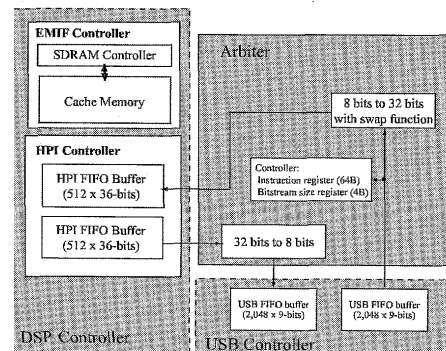 EMIF Controller
SDRAM Controller
Cache Memory
HPI Controller
HPI FIFO Buffer
(512 x 36-bits)
HPI FIFO Buffer
(512 x 36-bits)
DSP Controller
Arbiter
8 bits to 32 bits
with swap function
Controller:
Instruction register (64B)
Bitstream size register (4B)
32 bits to 8 bits
USB FIFO buffer
(2,048 x 9-bits)
USB FIFO buffer
(2,048 x 9-bits)
USB Controller